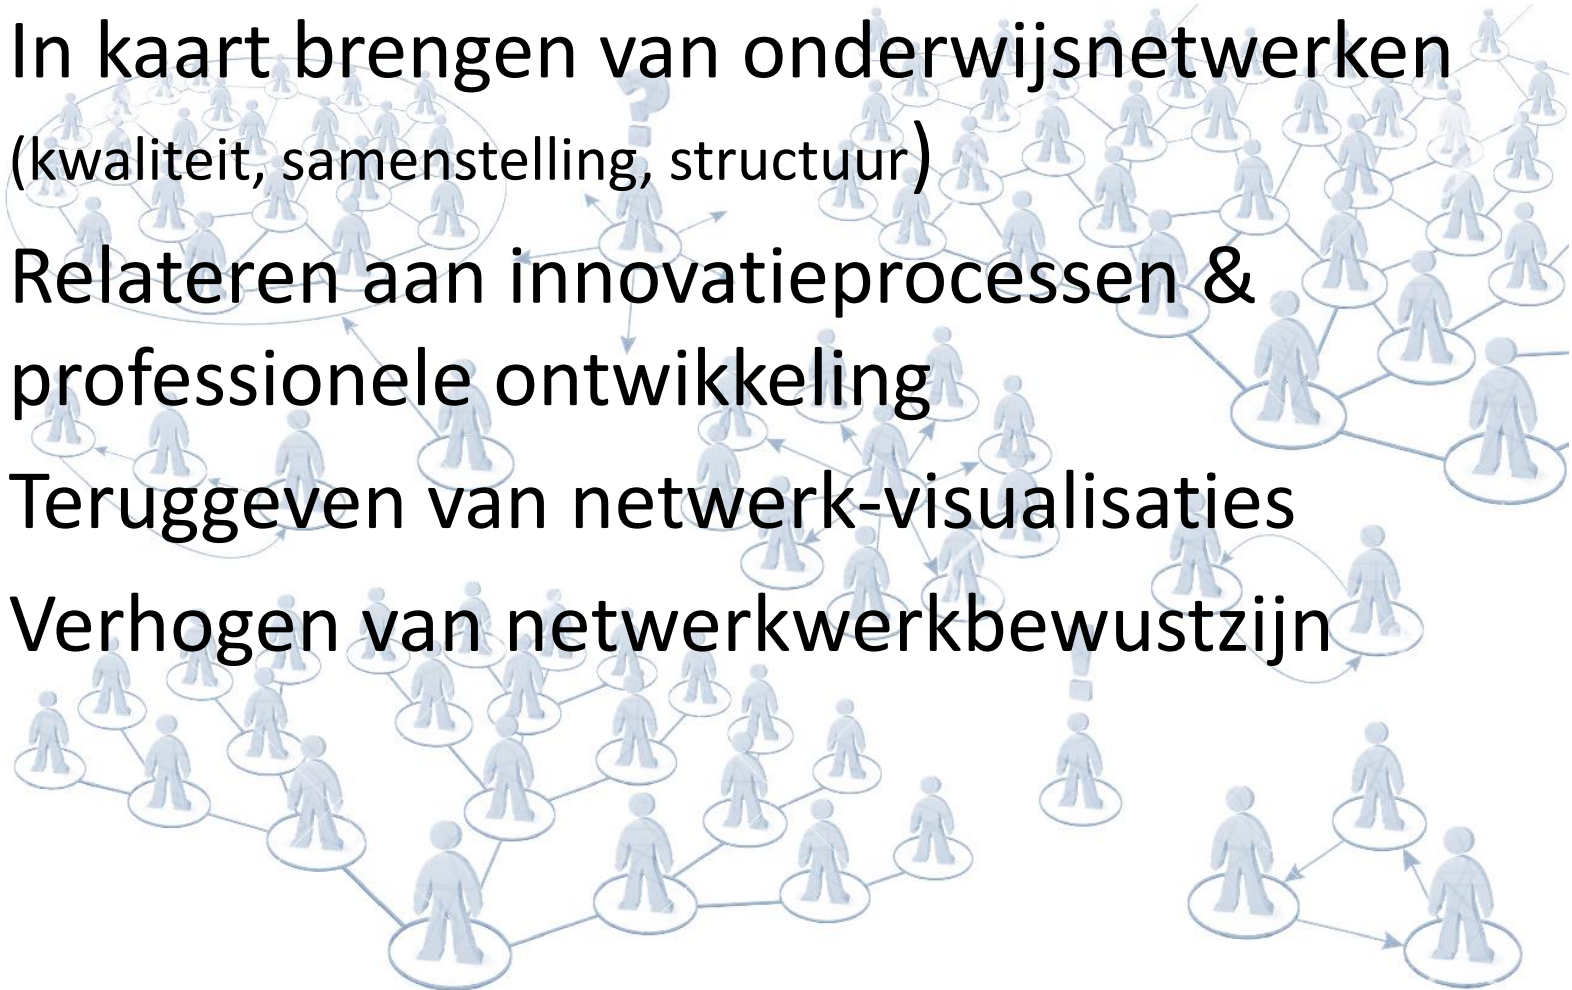 In kaart brengen van onderwijsnetwerken
(kwaliteit, samenstelling, structuur)
Relateren aan innovatieprocessen &
professionele ontwikkeling
Teruggeven van netwerk-visualisaties
Verhogen van netwerkwerkbewustzijn